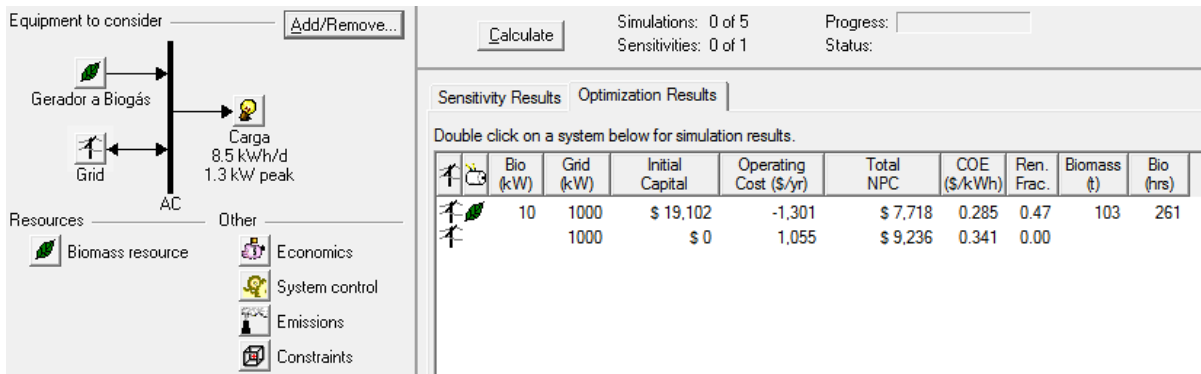 Equipment to consider
Add/Remove...
Gerador a Biogás
Grid
Carga
8.5 kWh/d
1.3 kW peak
AC
Resources
Other
Biomass resource
Economics
System control
Emissions
Constraints
Calculate
Simulations: 0 of 5
Progress:
Sensitivities: 0 of 1
Status:
Sensitivity Results
Optimization Results
Double click on a system below for simulation results.
Bio (kW) Grid (kW) Initial Capital Operating Cost ($/yr) Total NPC COE ($/kWh) Ren. Frac. Biomass (t) Bio (hrs)
10 1000 $ 19,102 -1,301 $ 7,718 0.285 0.47 103 261
1000 $ 0 1,055 $ 9,236 0.341 0.00